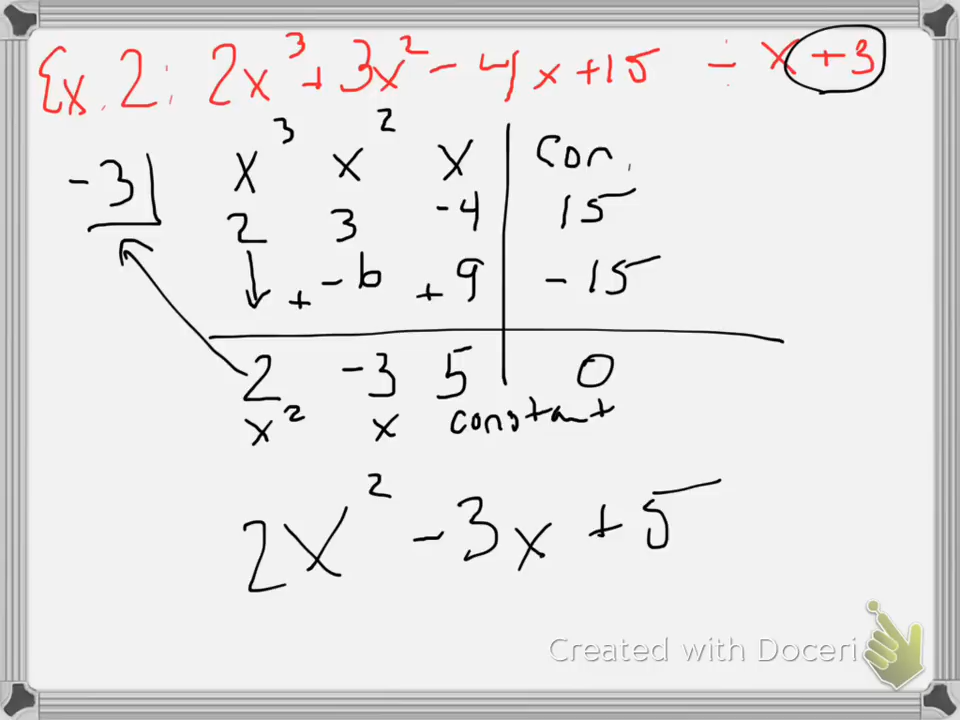 Ex. 2: 2x³ + 3x² - 4x + 15 ÷ x + 3
-3| x³ x² x Con.
2 3 -4 15
↓ + -6 + 9 -15
2 -3 5 0
x² x constant
2x² - 3x + 5
Created with Doceri